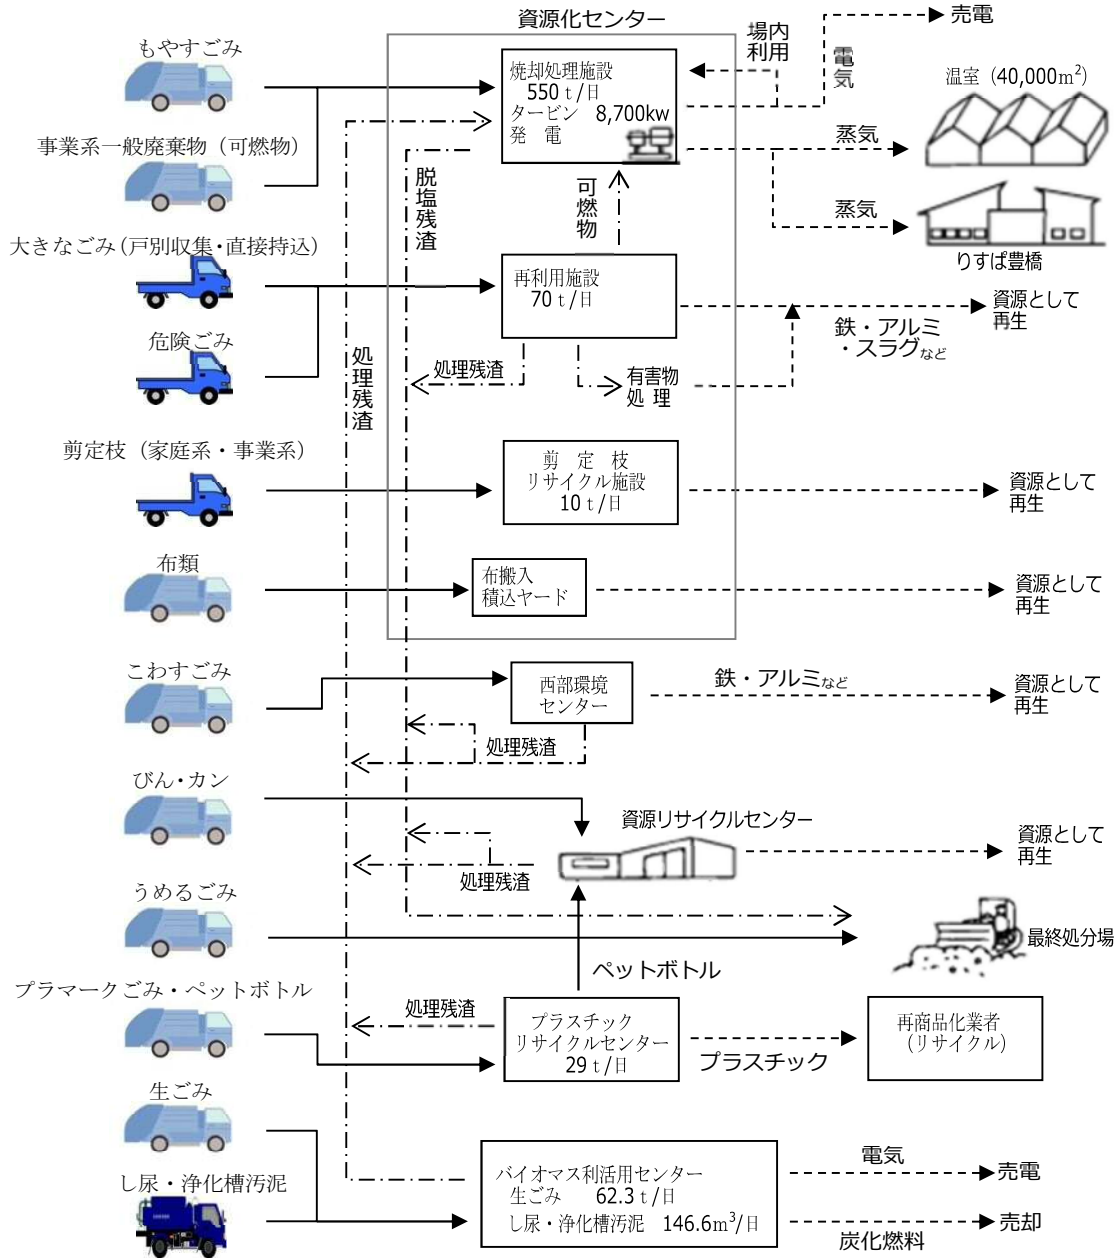 資源化センター
売電
もやすごみ
場内
利用
電気
焼却処理施設
550ｔ/日
タービン 8,700kw
発 電
温室（40,000m²）
事業系一般廃棄物（可燃物）
蒸気
脱塩残渣
可燃物
蒸気
大きなごみ(戸別収集・直接持込)
りすぱ豊橋
再利用施設
70ｔ/日
資源として
再生
鉄・アルミ
・スラグなど
危険ごみ
処理残渣
処理残渣
有害物
処 理
剪定枝（家庭系・事業系）
剪 定 枝
リサイクル施設
10ｔ/日
資源として
再生
布類
布搬入
積込ヤード
資源として
再生
こわすごみ
西部環境
センター
鉄・アルミなど
資源として
再生
処理残渣
びん・カン
資源リサイクルセンター
資源として
再生
処理残渣
うめるごみ
最終処分場
ペットボトル
プラマークごみ・ペットボトル
処理残渣
プラスチック
リサイクルセンター
29ｔ/日
プラスチック
再商品化業者
（リサイクル）
生ごみ
バイオマス利活用センター
生ごみ 62.3ｔ/日
し尿・浄化槽汚泥 146.6m³/日
電気
売電
し尿・浄化槽汚泥
売却
炭化燃料